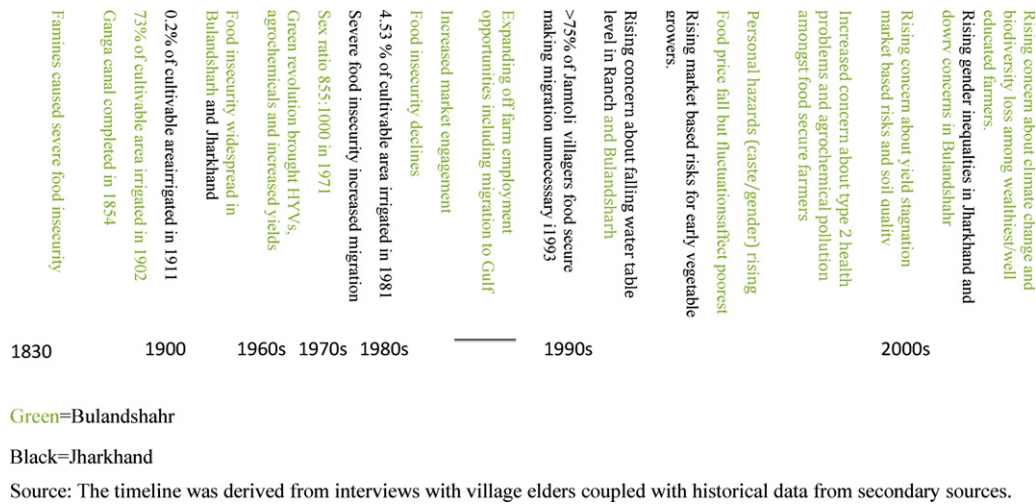 Famines caused severe food insecurity
Ganga canal completed in 1854
73% of cultivable area irrigated in 1902
0.2% of cultivable areairrigated in 1911
Food insecurity widespread in
Bulandsharh and Jharkhand
Green revolution brought HYVs,
agrochemicals and increased yields
Sex ratio 855:1000 in 1971
Severe food insecurity increased migration
4.53 % of cultivable area irrigated in 1981
Food insecurity declines
Increased market engagement
Expanding off farm employment
opportunities including migration to Gulf
>75% of Jamtoli villagers food secure
making migration unnecessary i1993
Rising concern about falling water table
level in Ranch and Bulandsharh
Rising market based risks for early vegetable
growers.
Food price fall but fluctuationsaffect poorest
Personal hazards (caste/gender) rising
Increased concern about type 2 health
problems and agrochemical pollution
amongst food secure farmers
Rising concern about yield stagnation
market based risks and soil quality
Rising gender inequalties in Jharkhand and
dowry concerns in Bulandshahr
Rising concern about climate change and
biodiversity loss among wealthiest/well
educated farmers.
1830
1900
1960s
1970s
1980s
1990s
2000s
Green=Bulandshahr
Black=Jharkhand
Source: The timeline was derived from interviews with village elders coupled with historical data from secondary sources.